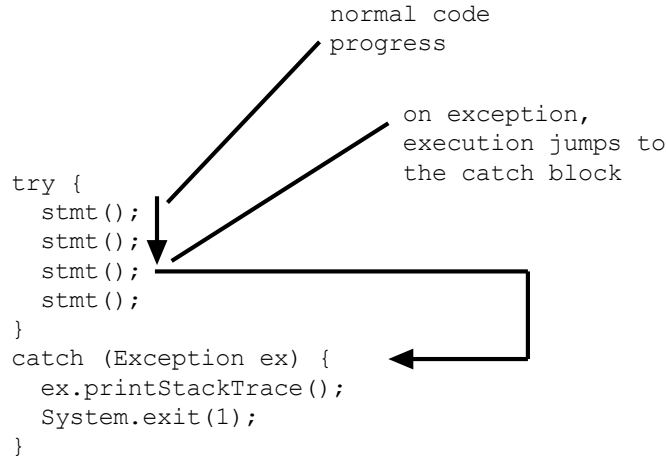 normal code
progress
on exception,
execution jumps to
the catch block
try {
  stmt();
  stmt();
  stmt();
  stmt();
}
catch (Exception ex) {
  ex.printStackTrace();
  System.exit(1);
}